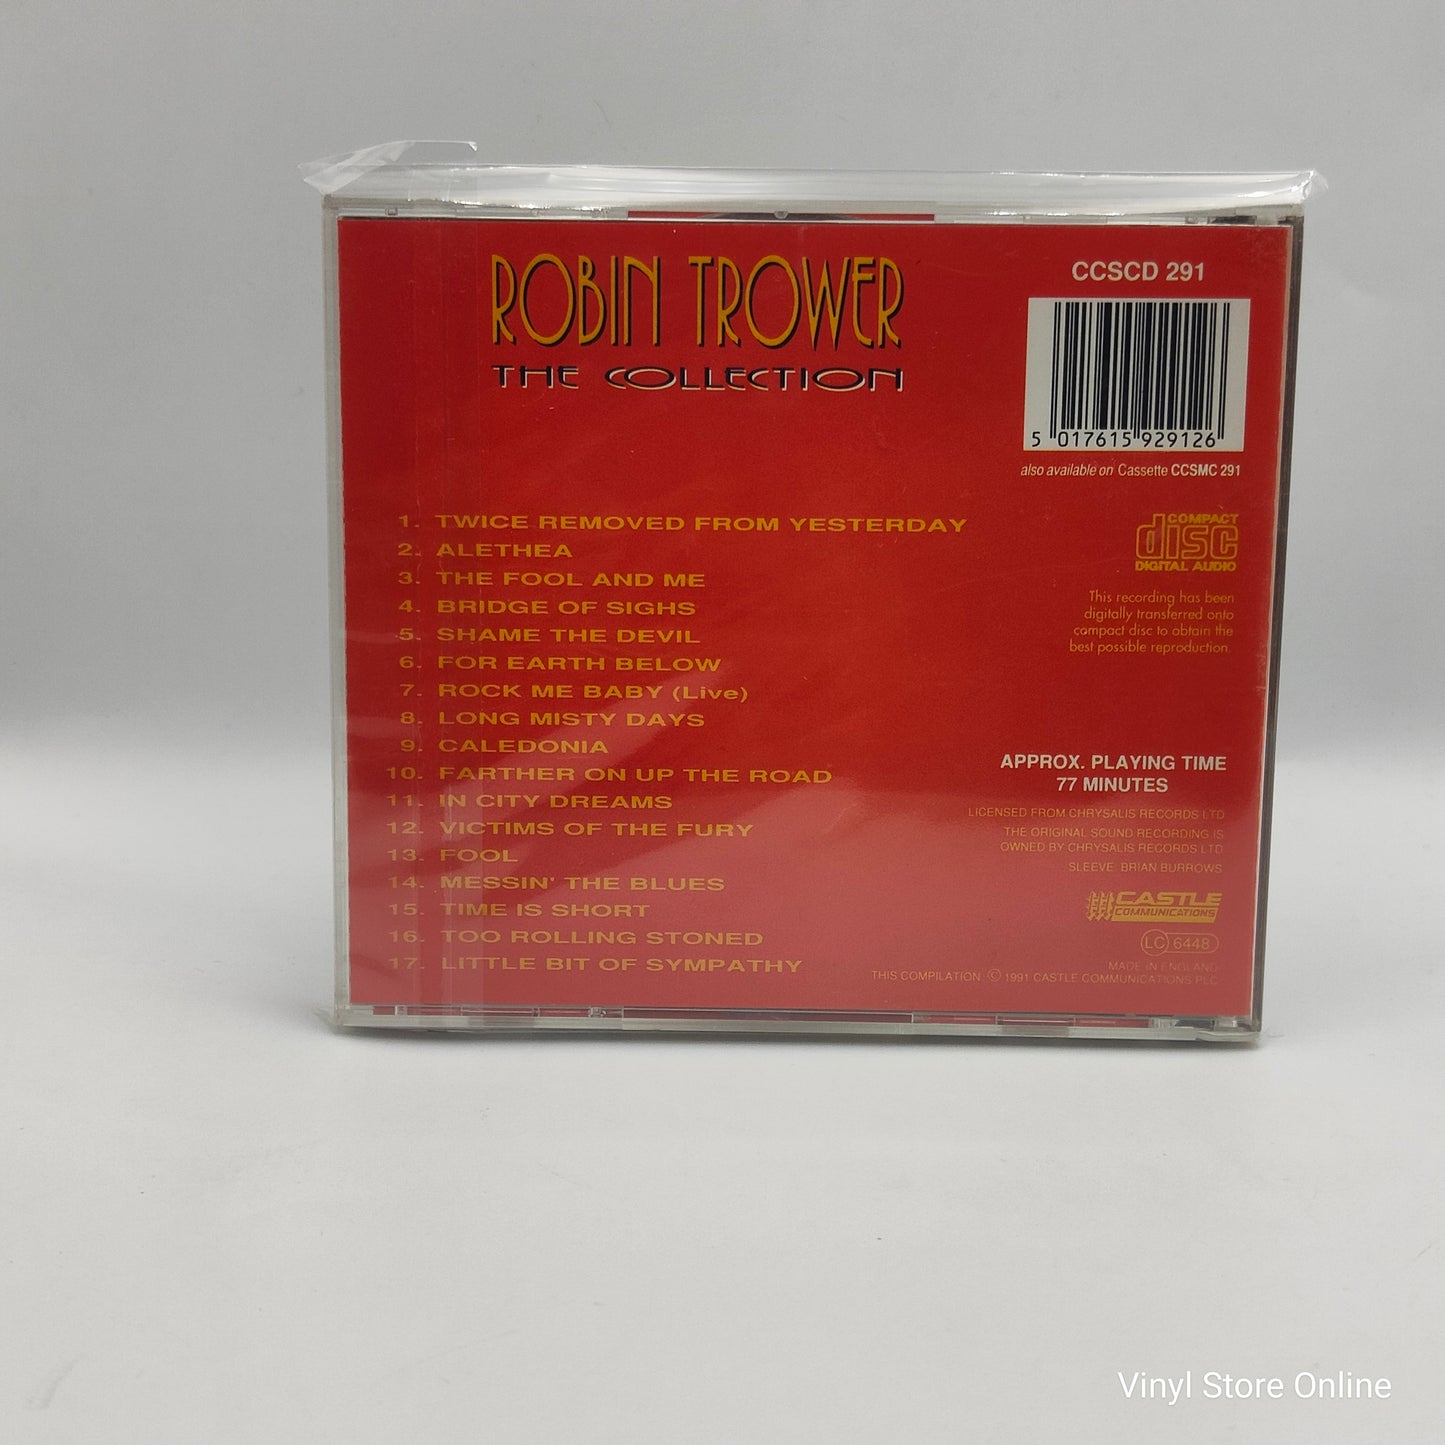 ROBIN TROWER
THE COLLECTION
CCSCD 291
5 017615 929126
also available on Cassette CCSMC 291
1. TWICE REMOVED FROM YESTERDAY
2. ALETHEA
3. THE FOOL AND ME
4. BRIDGE OF SIGHS
5. SHAME THE DEVIL
6. FOR EARTH BELOW
7. ROCK ME BABY (Live)
8. LONG MISTY DAYS
9. CALEDONIA
10. FARTHER ON UP THE ROAD
11. IN CITY DREAMS
12. VICTIMS OF THE FURY
13. FOOL
14. MESSIN' THE BLUES
15. TIME IS SHORT
16. TOO ROLLING STONED
17. LITTLE BIT OF SYMPATHY
COMPACT
disc
DIGITAL AUDIO
This recording has been
digitally transferred onto
compact disc to obtain the
best possible reproduction.
APPROX. PLAYING TIME
77 MINUTES
LICENSED FROM CHRYSALIS RECORDS LTD
THE ORIGINAL SOUND RECORDING IS
OWNED BY CHRYSALIS RECORDS LTD
SLEEVE: BRIAN BURROWS
CASTLE
COMMUNICATIONS
LC 6448
MADE IN ENGLAND
THIS COMPILATION © 1991 CASTLE COMMUNICATIONS PLC
Vinyl Store Online